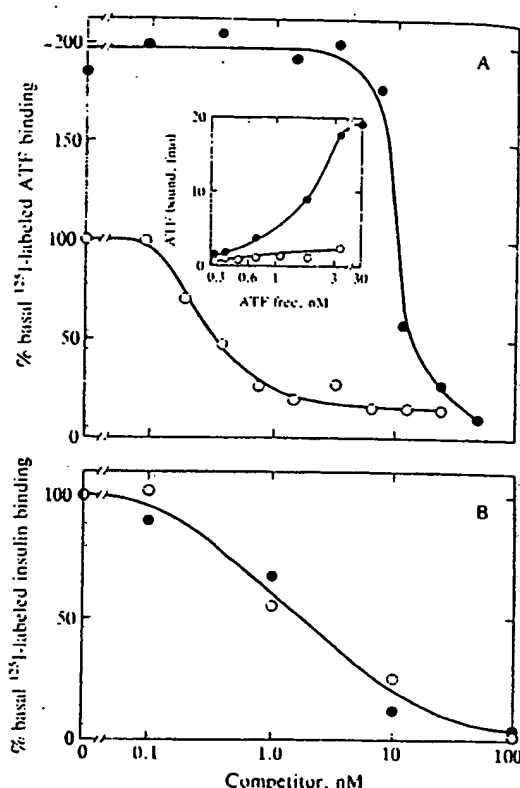 A
~200
150
100
50
0
% basal ¹²⁵I-labeled ATF binding
20
10
0
ATF bound, fmol
0.3 0.6 1 3 30
ATF free, nM
B
100
50
0
% basal ¹²⁵I-labeled insulin binding
0 0.1 1.0 10 100
Competitor, nM